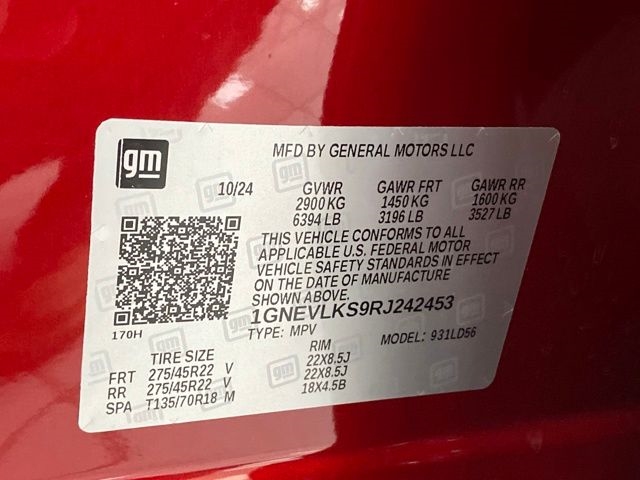 gm
MFD BY GENERAL MOTORS LLC
10/24 GVWR GAWR FRT GAWR RR
2900 KG 1450 KG 1600 KG
6394 LB 3196 LB 3527 LB
THIS VEHICLE CONFORMS TO ALL
APPLICABLE U.S. FEDERAL MOTOR
VEHICLE SAFETY STANDARDS IN EFFECT
ON THE DATE OF MANUFACTURE
SHOWN ABOVE.
1GNEVLKS9RJ242453
170H TYPE: MPV MODEL: 931LD56
TIRE SIZE RIM
FRT 275/45R22 V 22X8.5J
RR 275/45R22 V 22X8.5J
SPA T135/70R18 M 18X4.5B